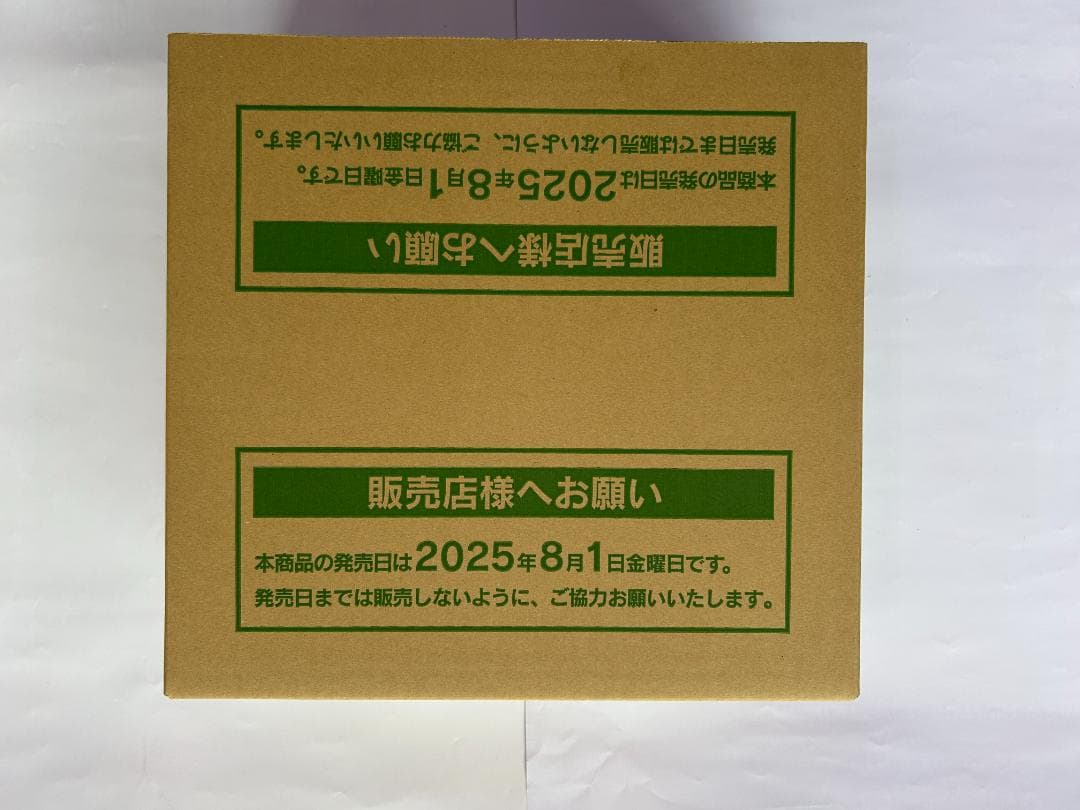 発売日までは販売しないように、ご協力お願いいたします。
本商品の発売日は2025年8月1日金曜日です。
販売店様へお願い
販売店様へお願い
本商品の発売日は2025年8月1日金曜日です。
発売日までは販売しないように、ご協力お願いいたします。